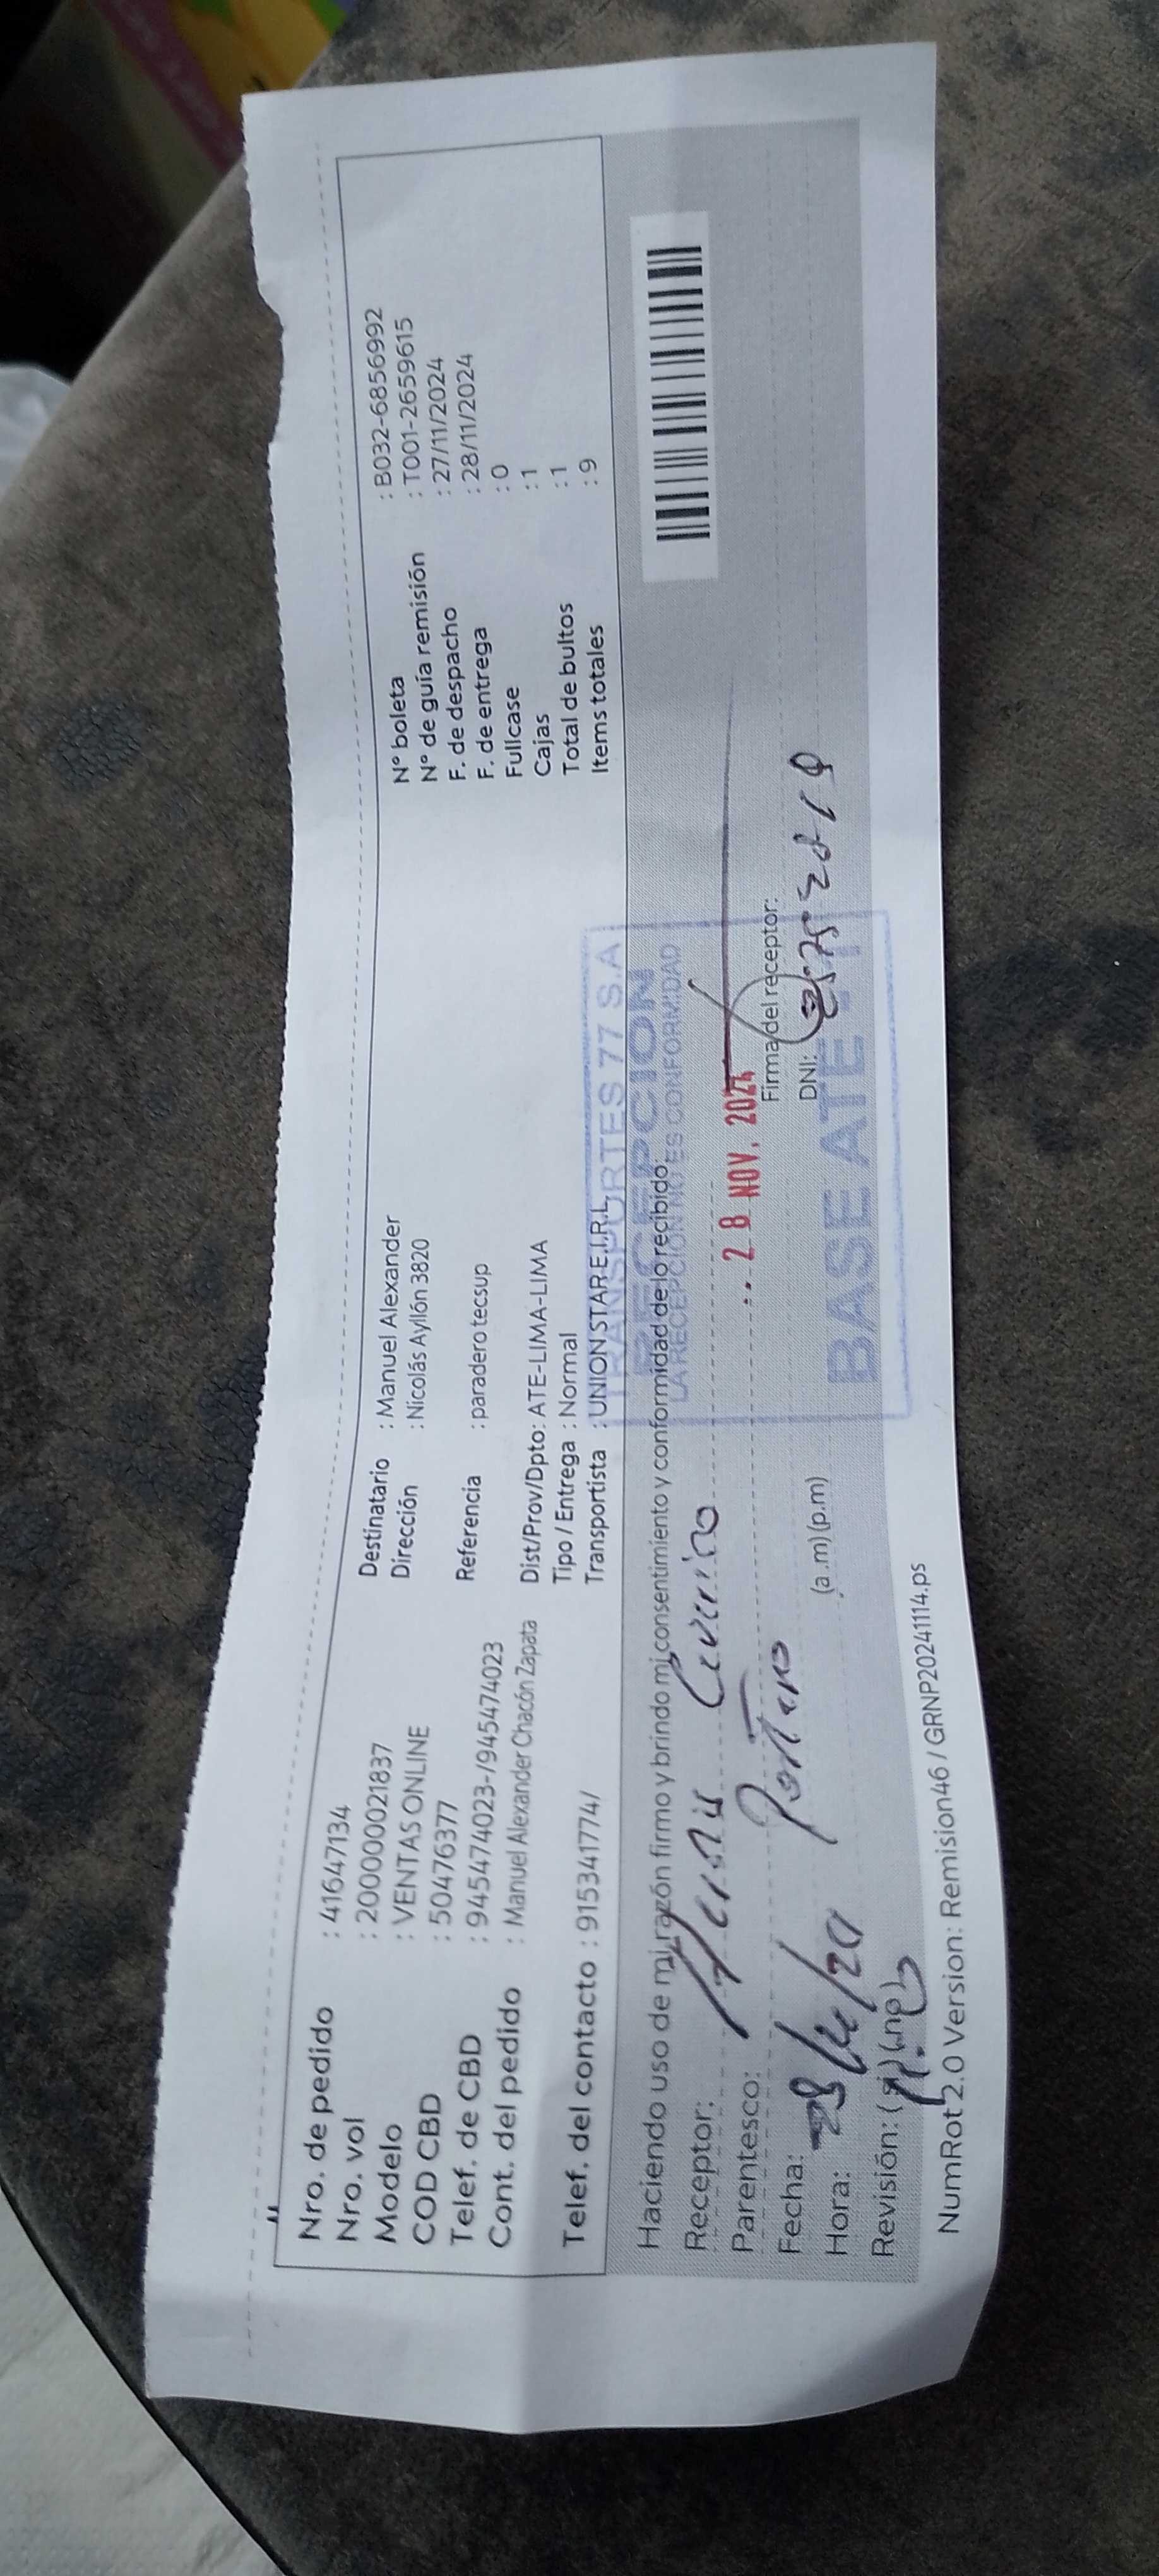 Nro. de pedido : 41647134
Nro. vol : 200000021837
Modelo : VENTAS ONLINE
COD CBD : 50476377
Telef. de CBD : 945474023-/945474023
Cont. del pedido : Manuel Alexander Chacón Zapata
Telef. del contacto : 915341774/
Destinatario : Manuel Alexander
Dirección : Nicolás Ayllón 3820
Referencia : paradero tecsup
Dist/Prov/Dpto: ATE-LIMA-LIMA
Tipo / Entrega : Normal
Transportista : UNION STAR E.I.R.L
N° boleta : B032-6856992
N° de guía remisión : T001-2659615
F. de despacho : 27/11/2024
F. de entrega : 28/11/2024
Fullcase : 0
Cajas : 1
Total de bultos : 1
Items totales : 9
Haciendo uso de mi razón firmo y brindo mi consentimiento y conformidad de lo recibido.
Receptor:
Parentesco:
Fecha:
Hora: (a.m) (p.m)
Revisión:
Firma del receptor:
DNI:
TRANSPORTES 77 S.A
RECEPCION
LA RECEPCION NO ES CONFORMIDAD
28 NOV. 2024
BASE ATE
NumRot 2.0 Version: Remision46 / GRNP20241114.ps